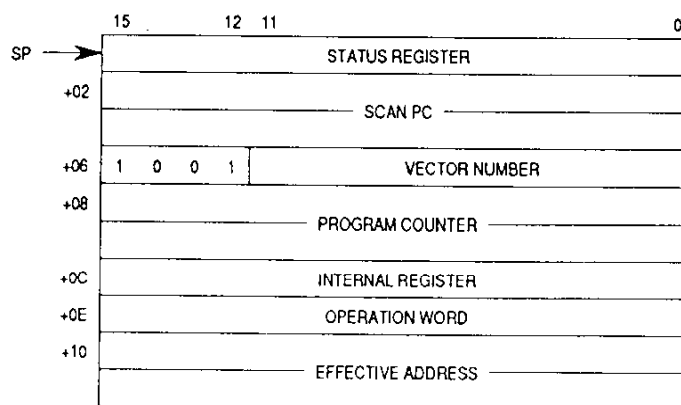 15 12 11 0
SP STATUS REGISTER
+02
SCAN PC
+06 1 0 0 1 VECTOR NUMBER
+08
PROGRAM COUNTER
+0C INTERNAL REGISTER
+0E OPERATION WORD
+10
EFFECTIVE ADDRESS